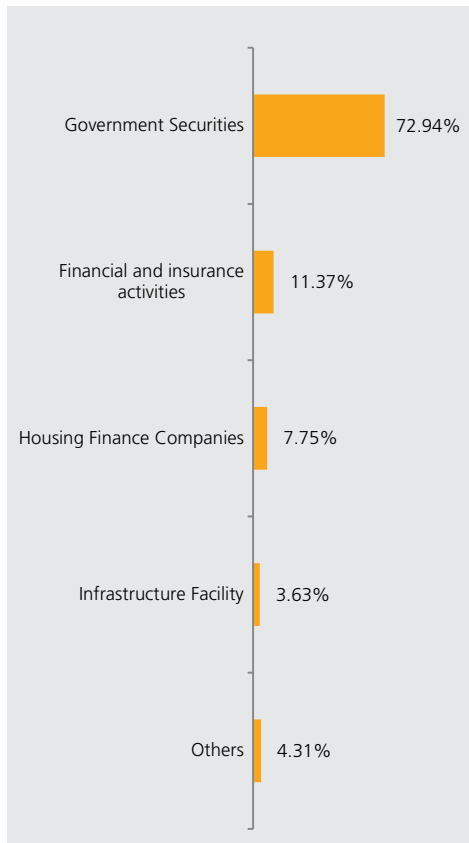 Government Securities 72.94%
Financial and insurance
activities 11.37%
Housing Finance Companies 7.75%
Infrastructure Facility 3.63%
Others 4.31%